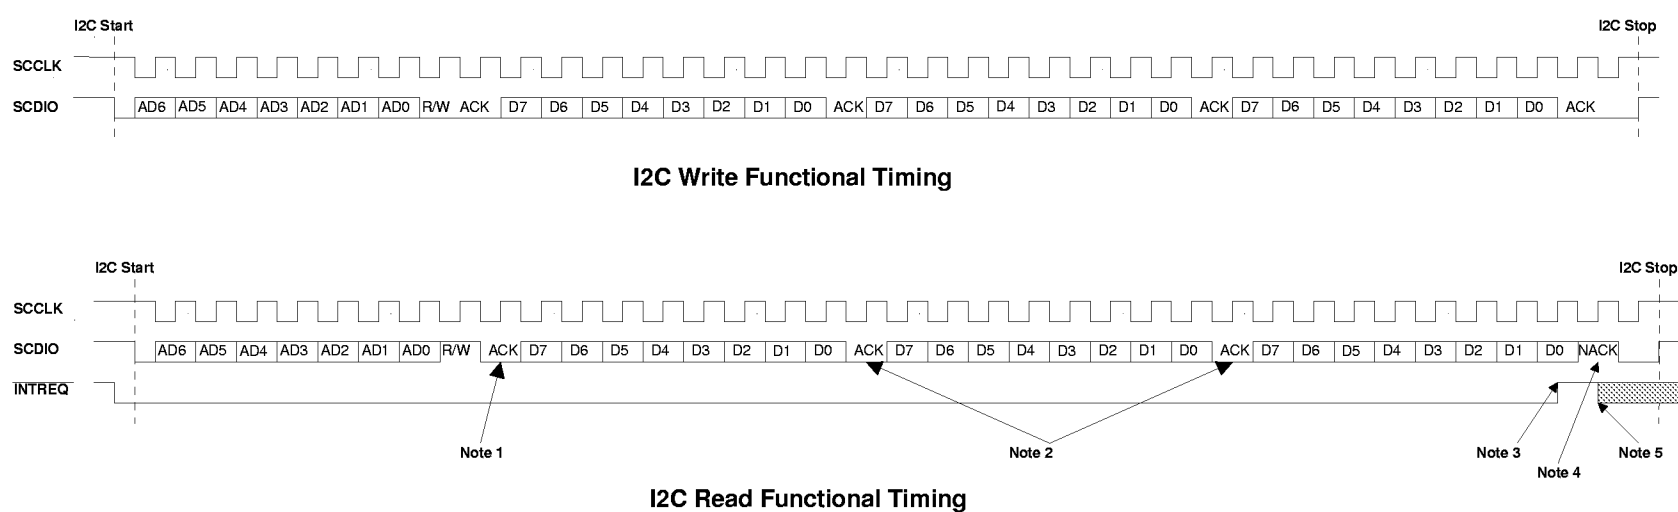 I2C Start I2C Stop
SCCLK
SCDIO AD6 AD5 AD4 AD3 AD2 AD1 AD0 R/W ACK D7 D6 D5 D4 D3 D2 D1 D0 ACK D7 D6 D5 D4 D3 D2 D1 D0 ACK D7 D6 D5 D4 D3 D2 D1 D0 ACK
I2C Write Functional Timing
I2C Start I2C Stop
SCCLK
SCDIO AD6 AD5 AD4 AD3 AD2 AD1 AD0 R/W ACK D7 D6 D5 D4 D3 D2 D1 D0 ACK D7 D6 D5 D4 D3 D2 D1 D0 ACK D7 D6 D5 D4 D3 D2 D1 D0 NACK
INTREQ
Note 1 Note 2 Note 3 Note 5
Note 4
I2C Read Functional Timing